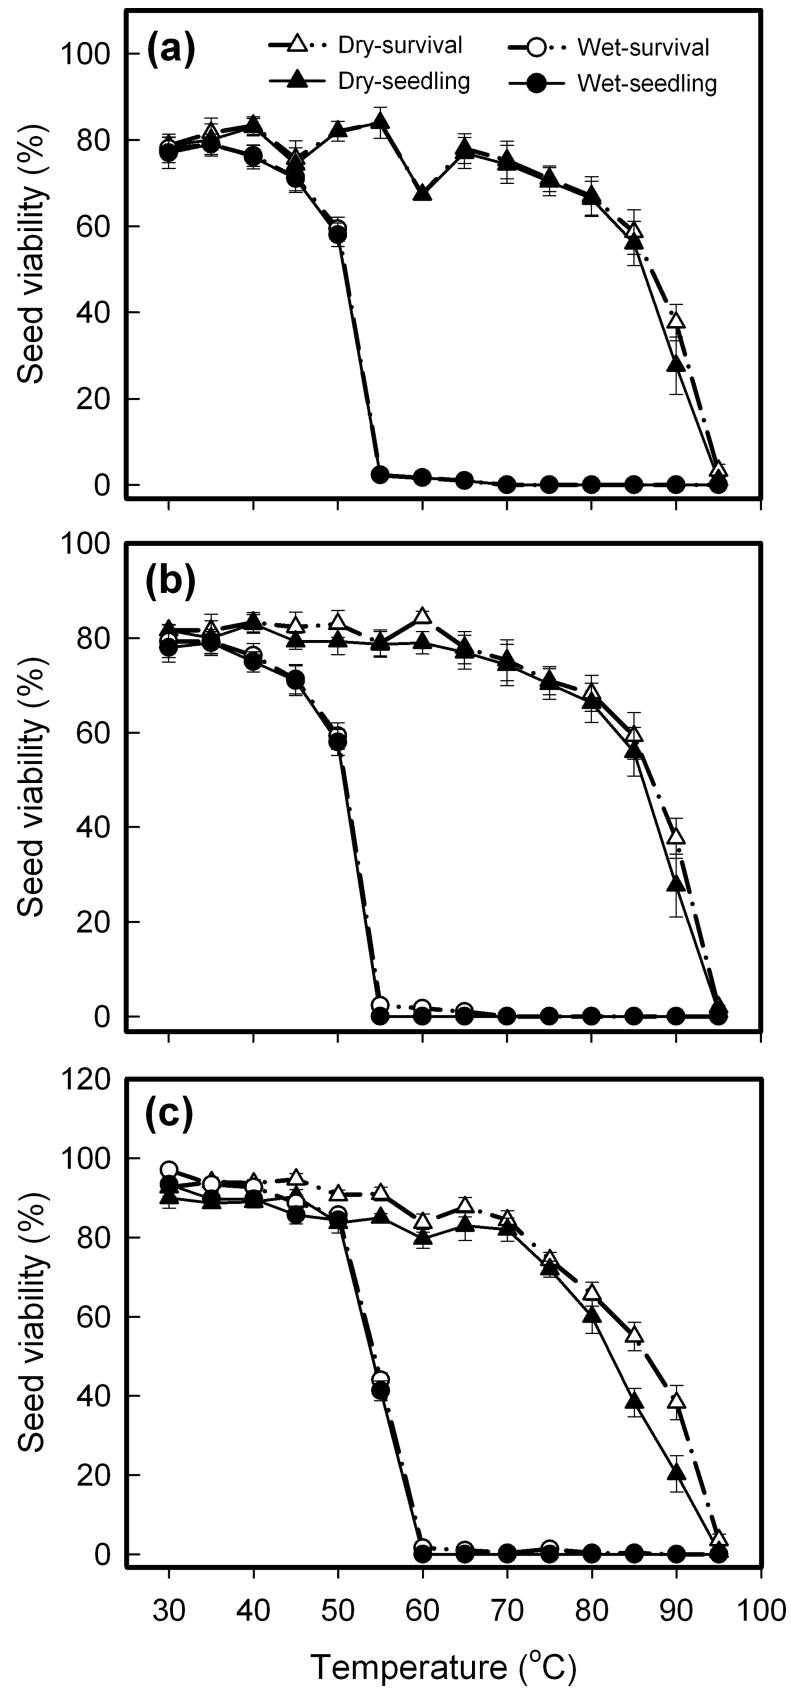 (a)
Dry-survival
Wet-survival
Dry-seedling
Wet-seedling
100
80
60
40
20
0
Seed viability (%)
(b)
100
80
60
40
20
0
Seed viability (%)
(c)
120
100
80
60
40
20
0
Seed viability (%)
30 40 50 60 70 80 90 100
Temperature (°C)